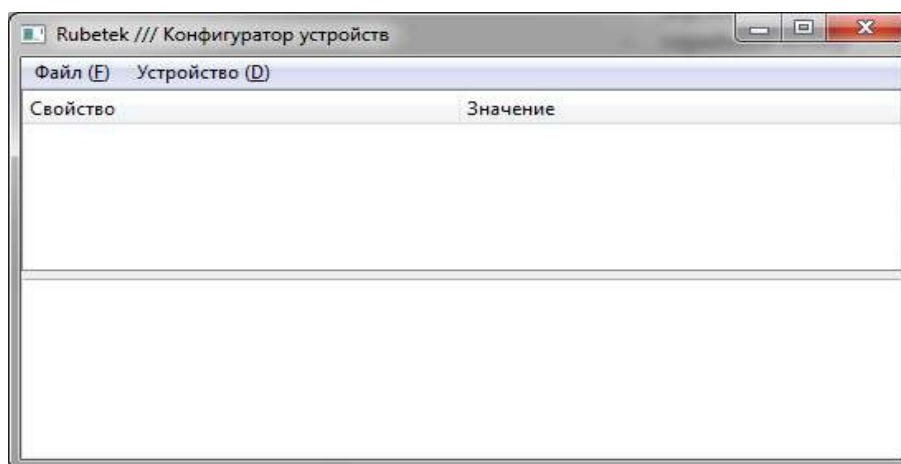 Rubetek /// Конфигуратор устройств
Файл (F) Устройство (D)
Свойство Значение